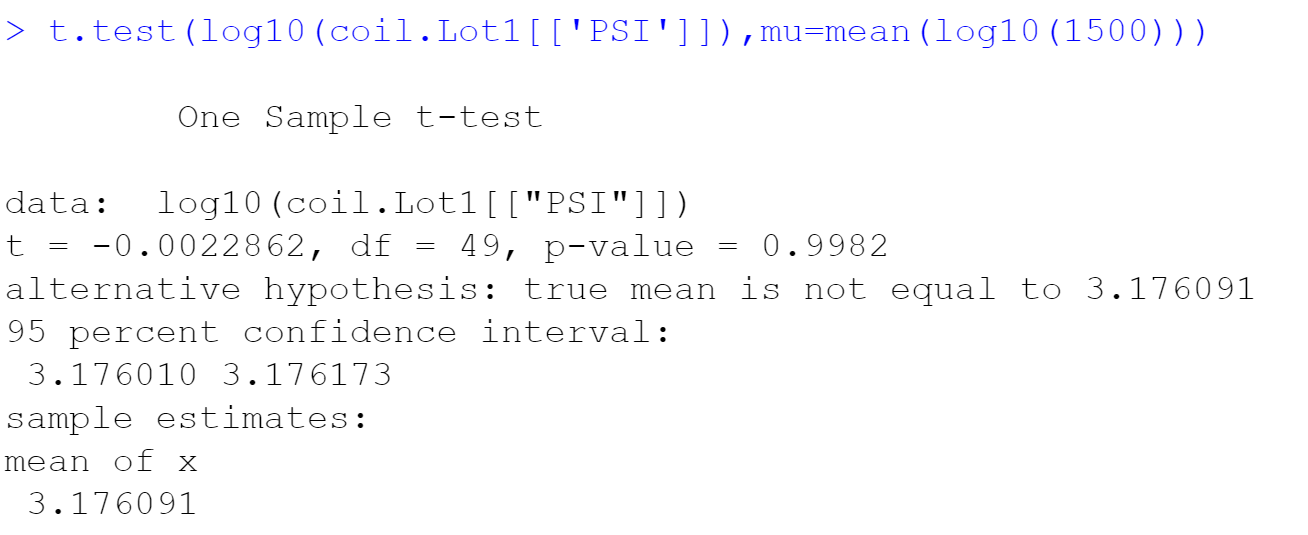 > t.test(log10(coil.Lot1[['PSI']]),mu=mean(log10(1500)))
One Sample t-test
data:  log10(coil.Lot1[["PSI"]])
t = -0.0022862, df = 49, p-value = 0.9982
alternative hypothesis: true mean is not equal to 3.176091
95 percent confidence interval:
3.176010 3.176173
sample estimates:
mean of x
3.176091